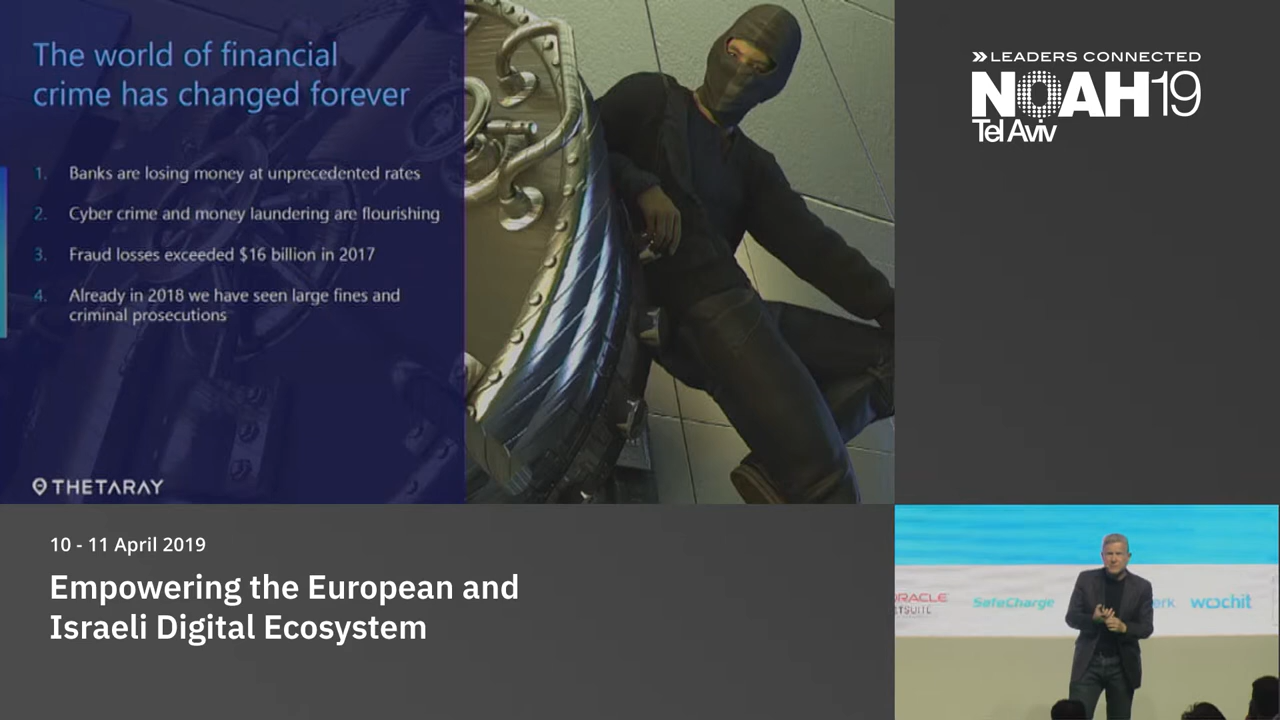 The world of financial
crime has changed forever
1. Banks are losing money at unprecedented rates
2. Cyber crime and money laundering are flourishing
3. Fraud losses exceeded $16 billion in 2017
4. Already in 2018 we have seen large fines and
criminal prosecutions
THETARAY
LEADERS CONNECTED
NOAH19
Tel Aviv
10 - 11 April 2019
Empowering the European and
Israeli Digital Ecosystem
SafeCharge
woochit